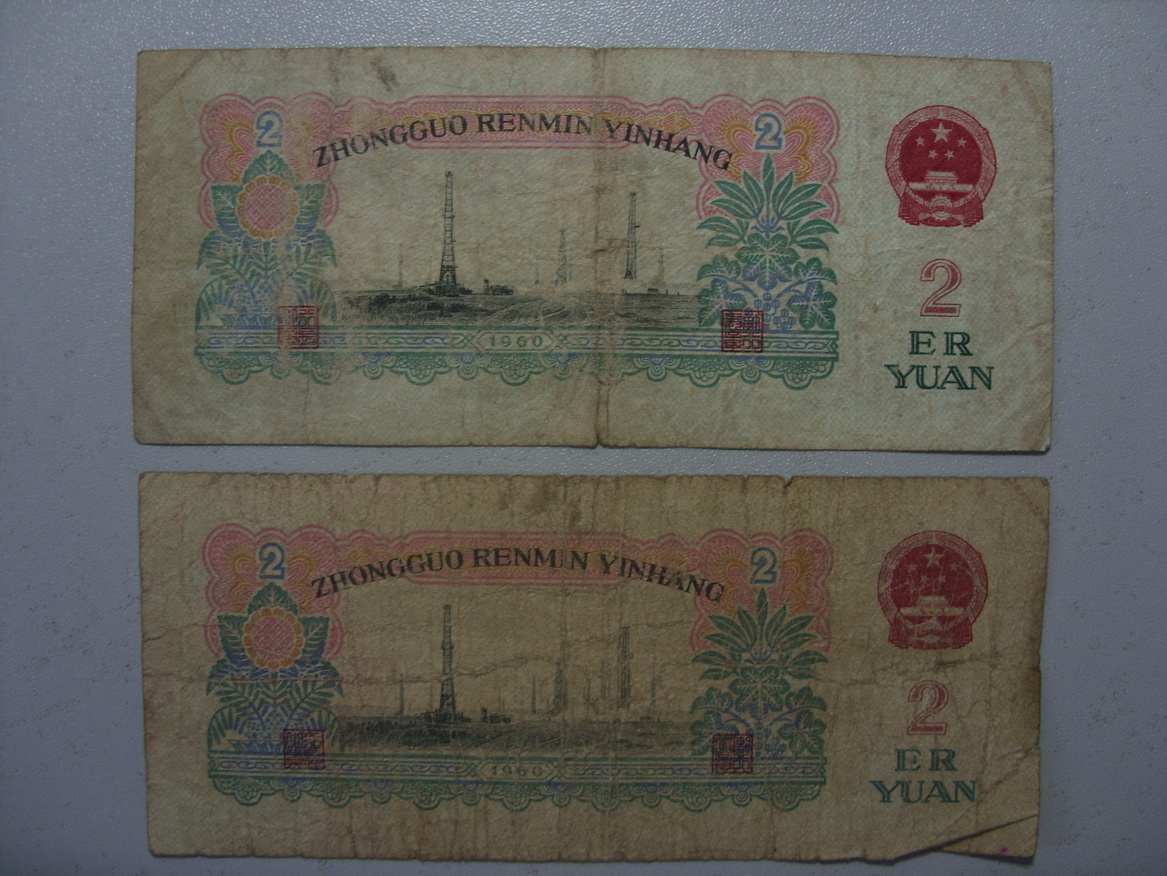 2 2
ZHONGGUO RENMIN YINHANG
1960
2
ER
YUAN
2 2
ZHONGGUO RENMIN YINHANG
1960
2
ER
YUAN